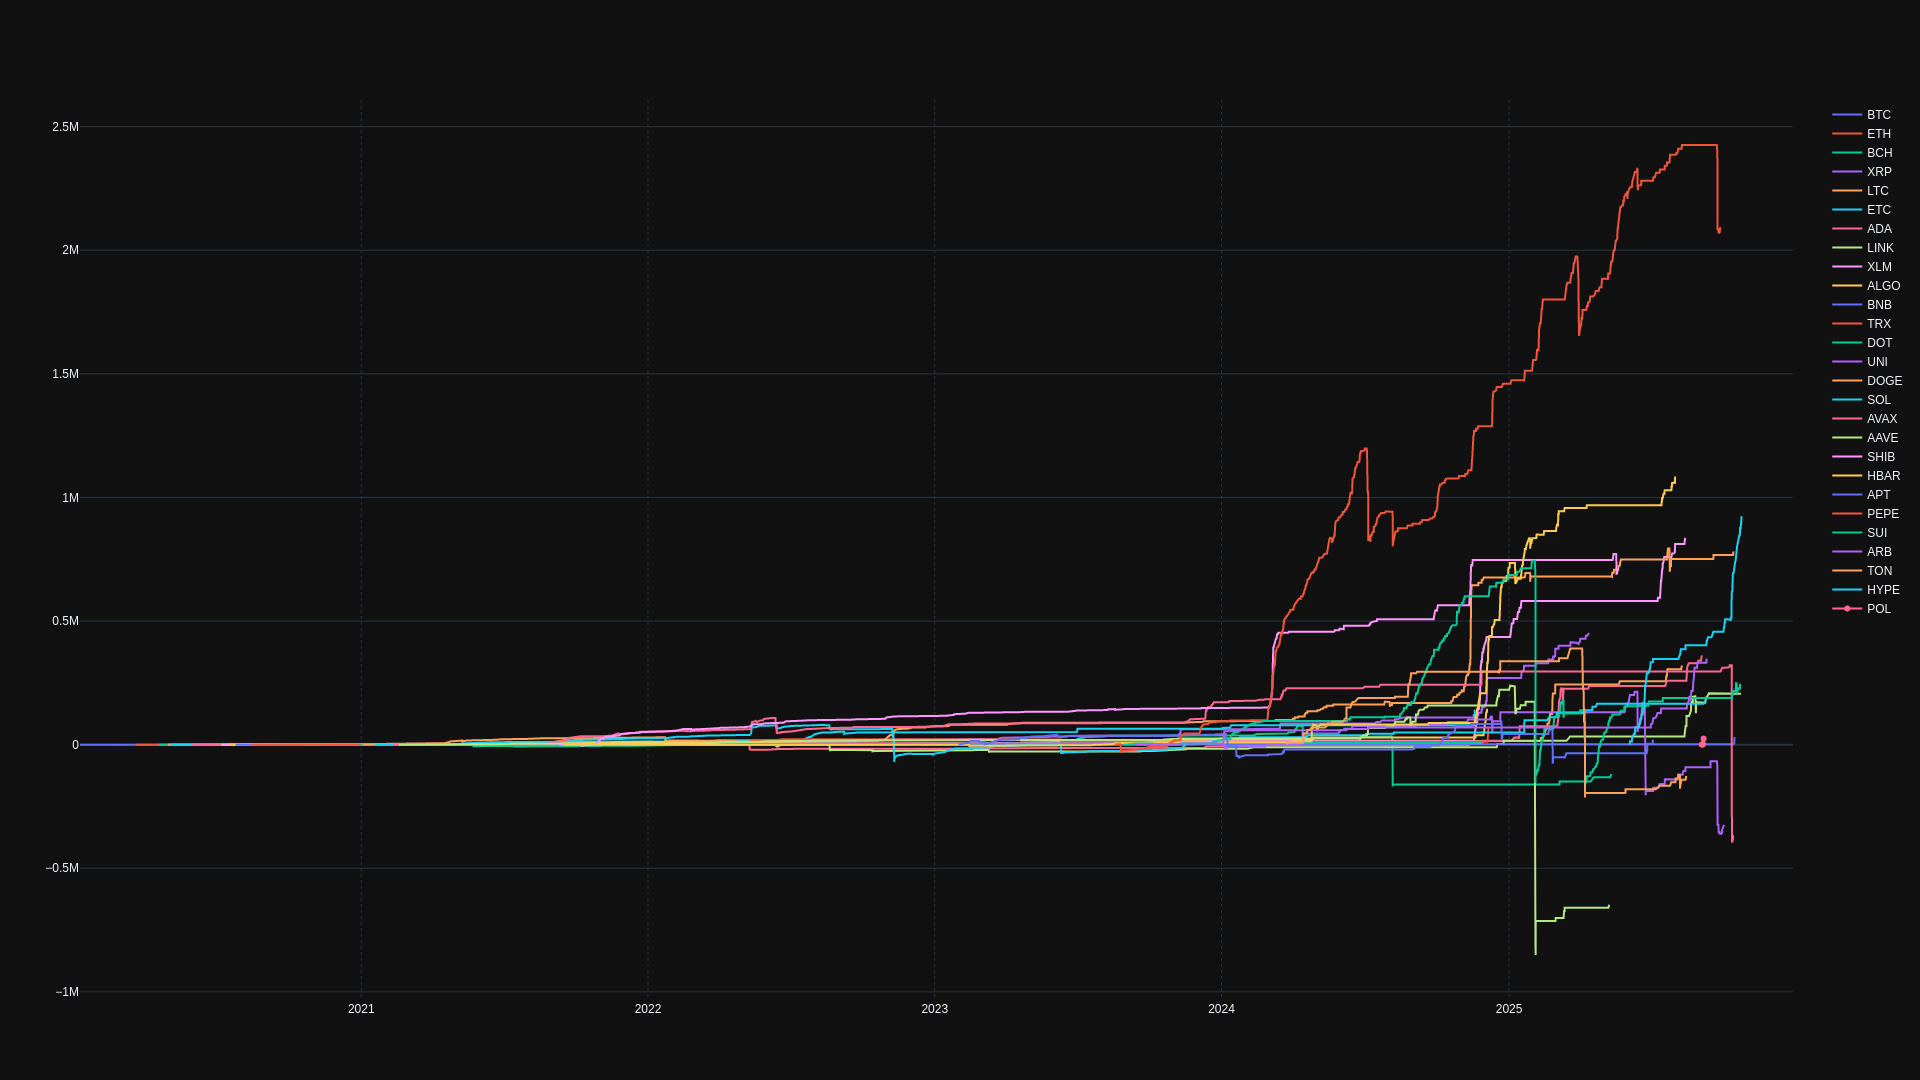 2.5M
2M
1.5M
1M
0.5M
0
−0.5M
−1M
2021
2022
2023
2024
2025
BTC
ETH
BCH
XRP
LTC
ETC
ADA
LINK
XLM
ALGO
BNB
TRX
DOT
UNI
DOGE
SOL
AVAX
AAVE
SHIB
HBAR
APT
PEPE
SUI
ARB
TON
HYPE
POL